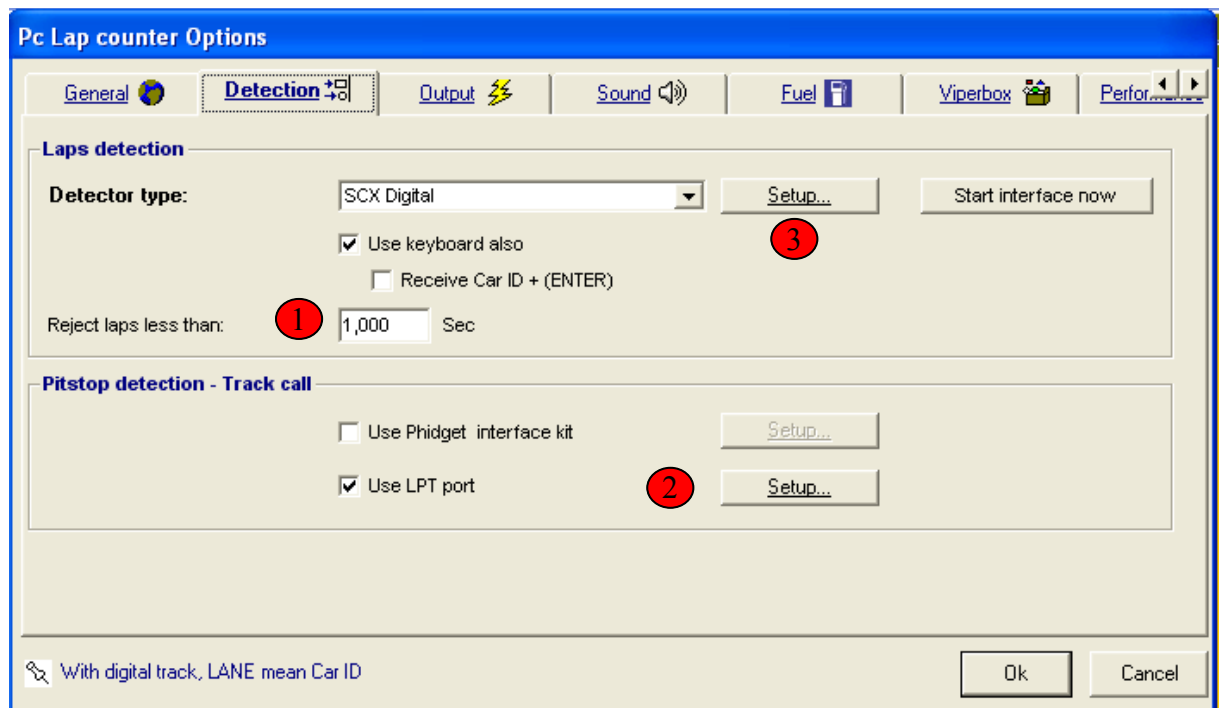 Pc Lap counter Options
General Detection Output Sound Fuel Viperbox Perfor
Laps detection
Detector type: SCX Digital Setup... Start interface now
Use keyboard also 3
Receive Car ID + (ENTER)
Reject laps less than: 1 1,000 Sec
Pitstop detection - Track call
Use Phidget interface kit Setup...
Use LPT port 2 Setup...
With digital track, LANE mean Car ID Ok Cancel